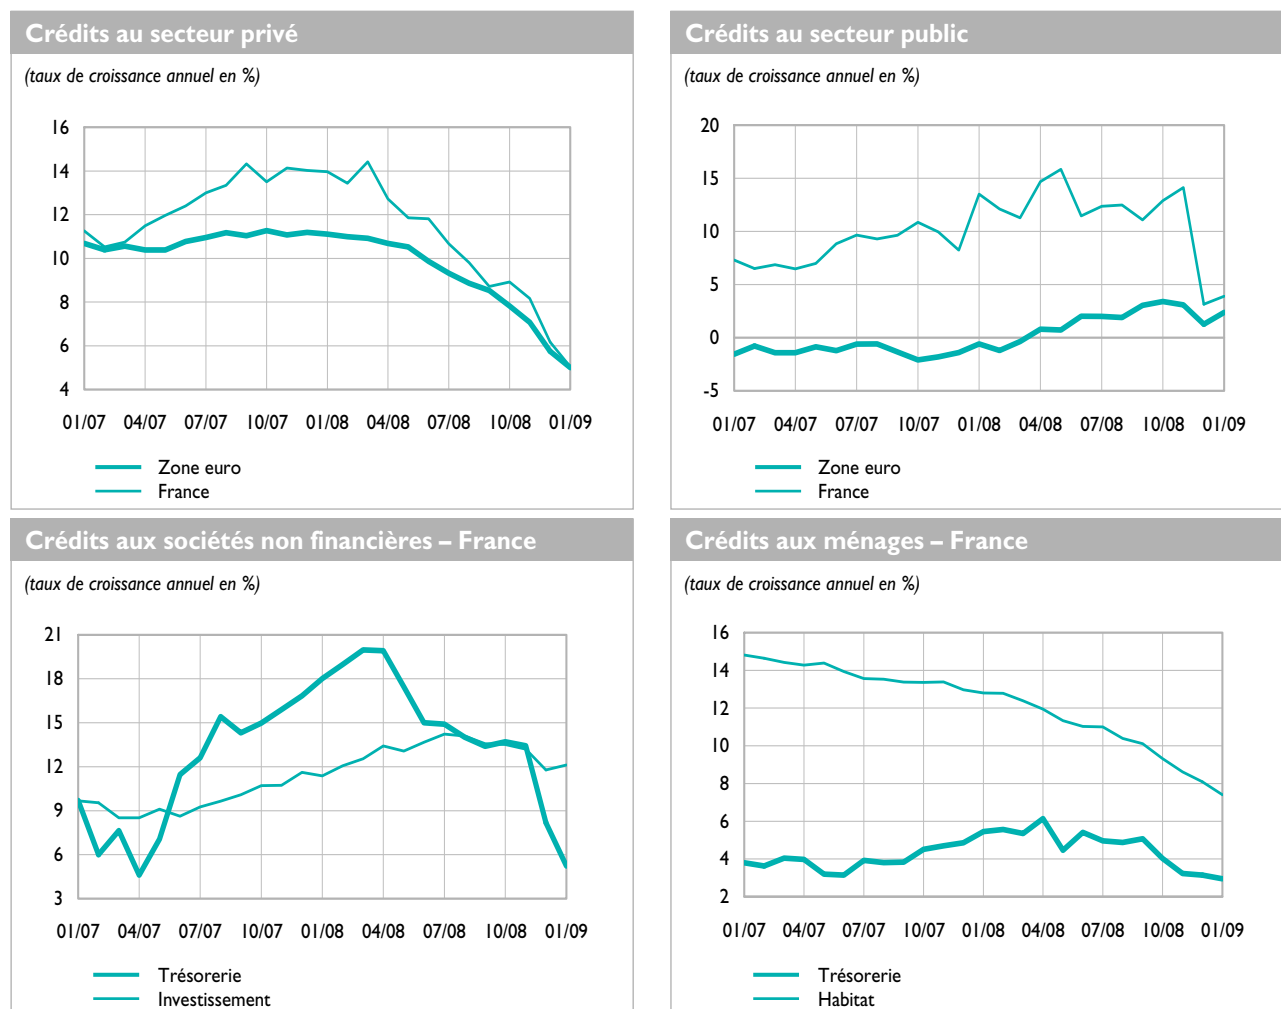 Crédits au secteur privé
(taux de croissance annuel en %)
16
14
12
10
8
6
4
01/07 04/07 07/07 10/07 01/08 04/08 07/08 10/08 01/09
Zone euro
France
Crédits au secteur public
(taux de croissance annuel en %)
20
15
10
5
0
-5
01/07 04/07 07/07 10/07 01/08 04/08 07/08 10/08 01/09
Zone euro
France
Crédits aux sociétés non financières – France
(taux de croissance annuel en %)
21
18
15
12
9
6
3
01/07 04/07 07/07 10/07 01/08 04/08 07/08 10/08 01/09
Trésorerie
Investissement
Crédits aux ménages – France
(taux de croissance annuel en %)
16
14
12
10
8
6
4
2
01/07 04/07 07/07 10/07 01/08 04/08 07/08 10/08 01/09
Trésorerie
Habitat